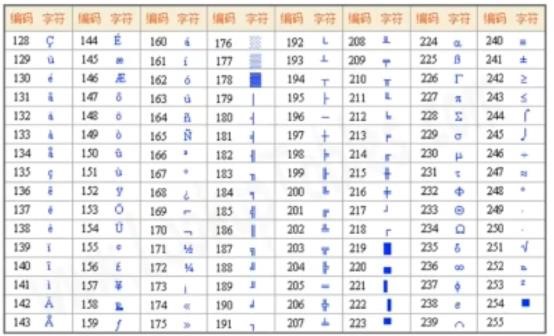 编码 字符 编码 字符 编码 字符 编码 字符 编码 字符 编码 字符 编码 字符 编码 字符
128 Ç 144 É 160 á 176 ░ 192 └ 208 ╨ 224 α 240 ≡
129 ü 145 æ 161 í 177 ▒ 193 ┴ 209 ╤ 225 ß 241 ±
130 é 146 Æ 162 ó 178 ▓ 194 ┬ 210 ╥ 226 Γ 242 ≥
131 â 147 ô 163 ú 179 │ 195 ├ 211 ╙ 227 π 243 ≤
132 ä 148 ö 164 ñ 180 ┤ 196 ─ 212 ╘ 228 Σ 244 ⌠
133 à 149 ò 165 Ñ 181 ╡ 197 ┼ 213 ╒ 229 σ 245 ⌡
134 å 150 û 166 ª 182 ╢ 198 ╞ 214 ╓ 230 µ 246 ÷
135 ç 151 ù 167 º 183 ╖ 199 ╟ 215 ╫ 231 τ 247 ≈
136 ê 152 ÿ 168 ¿ 184 ╕ 200 ╚ 216 ╪ 232 Φ 248 °
137 ë 153 Ö 169 ⌐ 185 ╣ 201 ╔ 217 ┘ 233 Θ 249 ∙
138 è 154 Ü 170 ¬ 186 ║ 202 ╩ 218 ┌ 234 Ω 250 ·
139 ï 155 ¢ 171 ½ 187 ╗ 203 ╦ 219 █ 235 δ 251 √
140 î 156 £ 172 ¼ 188 ╝ 204 ╠ 220 ▄ 236 ∞ 252 ⁿ
141 ì 157 ¥ 173 ¡ 189 ╜ 205 ═ 221 ▌ 237 φ 253 ²
142 Ä 158 ₧ 174 « 190 ╛ 206 ╬ 222 ▐ 238 ε 254 ■
143 Å 159 ƒ 175 » 191 ┐ 207 ╧ 223 ▀ 239 ∩ 255